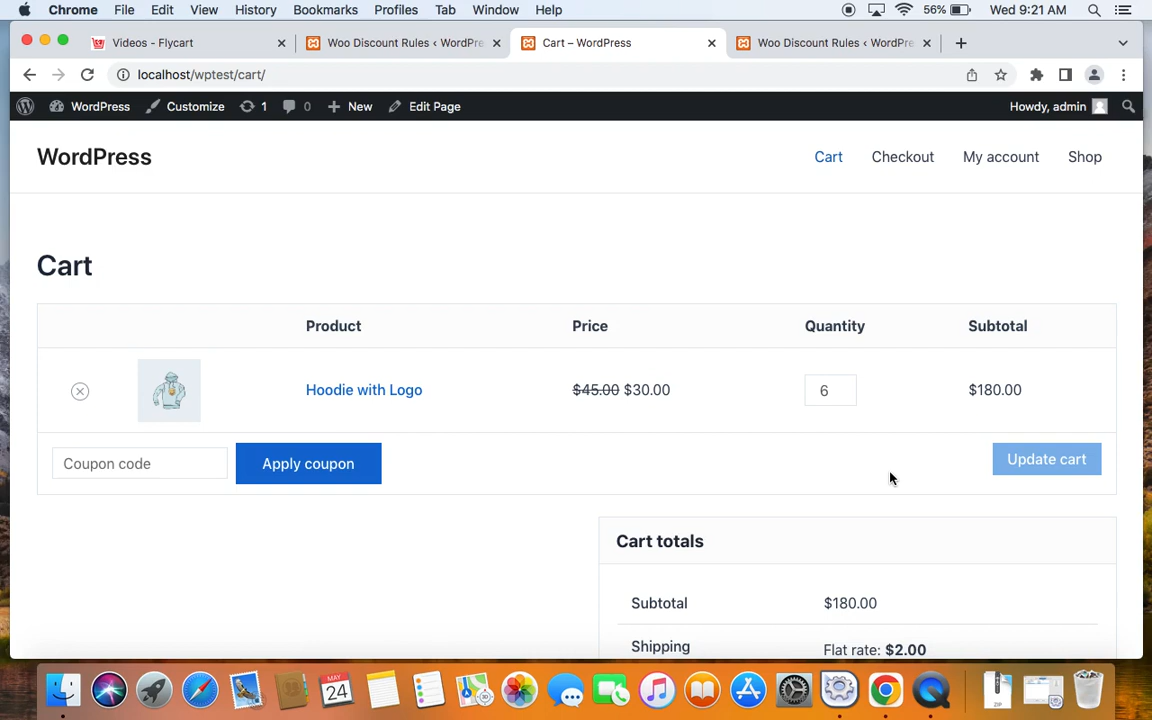 Chrome File Edit View History Bookmarks Profiles Tab Window Help 56% Wed 9:21 AM
Videos - Flycart Woo Discount Rules ‹ WordPre Cart – WordPress Woo Discount Rules ‹ WordPre
localhost/wptest/cart/
WordPress Customize 1 0 New Edit Page Howdy, admin
WordPress Cart Checkout My account Shop
Cart
Product Price Quantity Subtotal
Hoodie with Logo $45.00 $30.00 6 $180.00
Coupon code Apply coupon Update cart
Cart totals
Subtotal $180.00
Shipping Flat rate: $2.00
MAY
24
ZIP